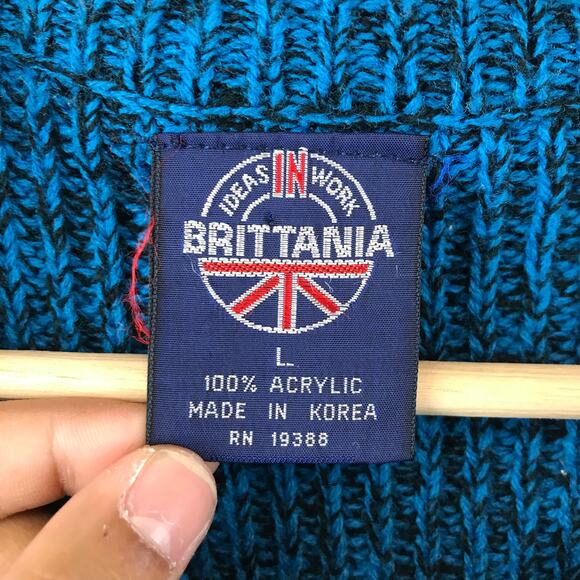 IDEAS IN WORK
BRITTANIA
L
100% ACRYLIC
MADE IN KOREA
RN 19388